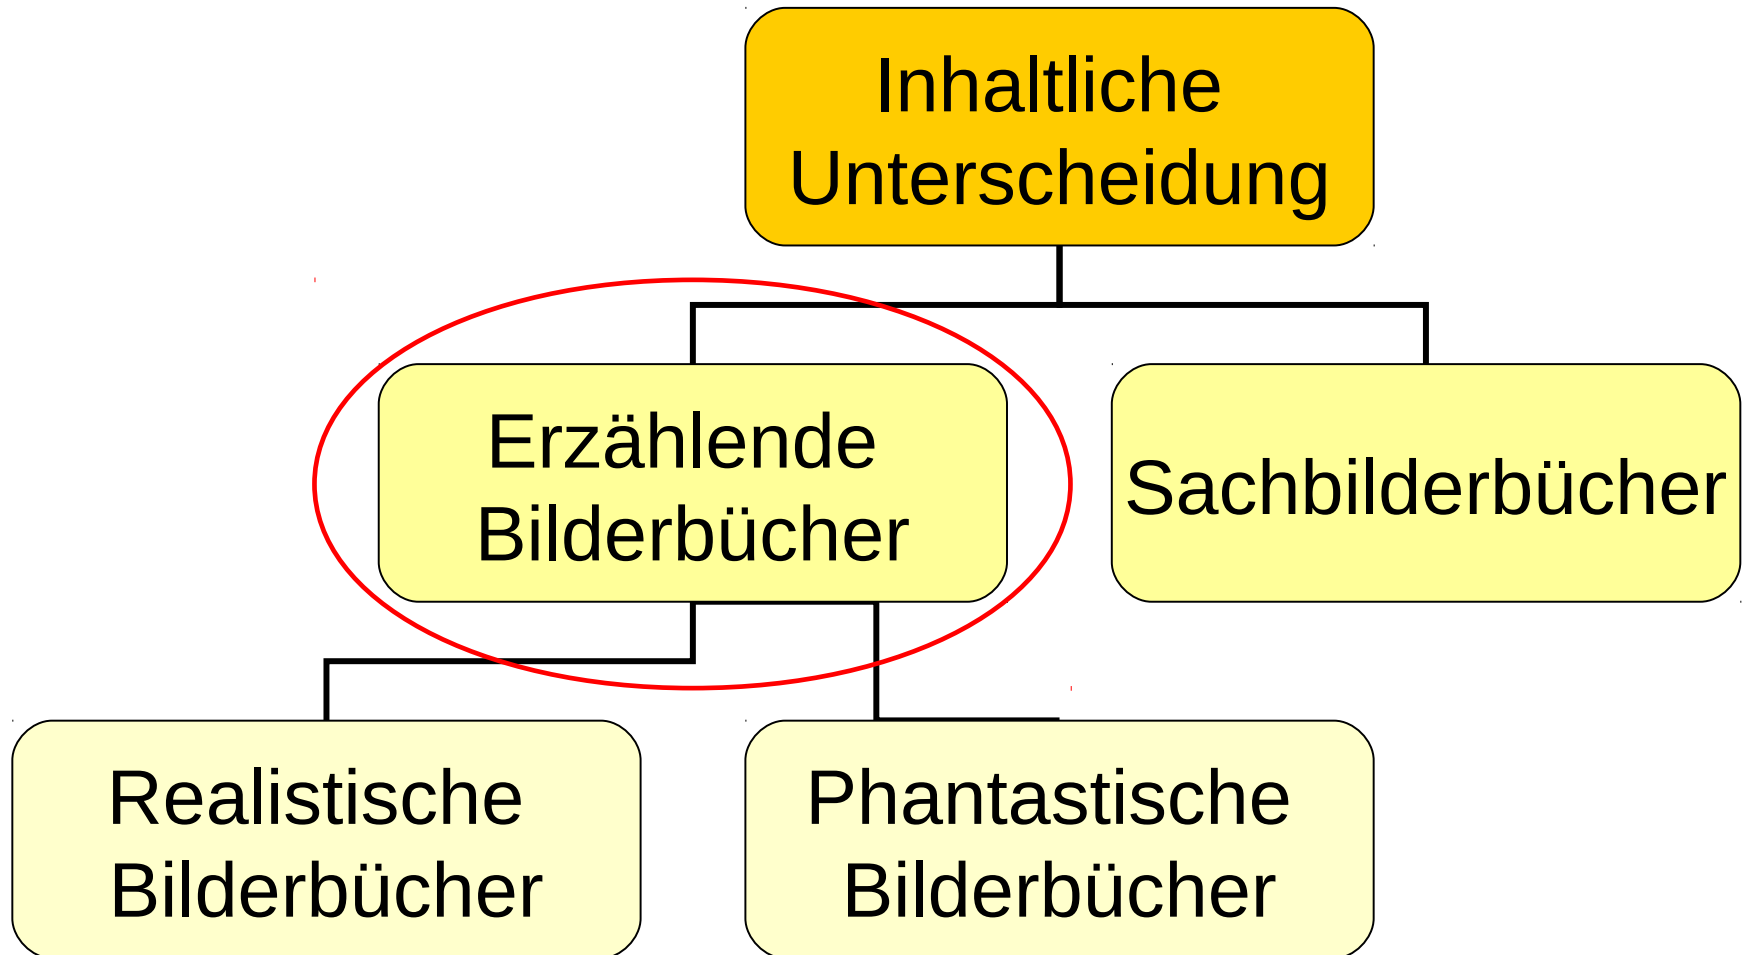 Inhaltliche
Unterscheidung
Erzählende
Bilderbücher
Sachbilderbücher
Realistische
Bilderbücher
Phantastische
Bilderbücher